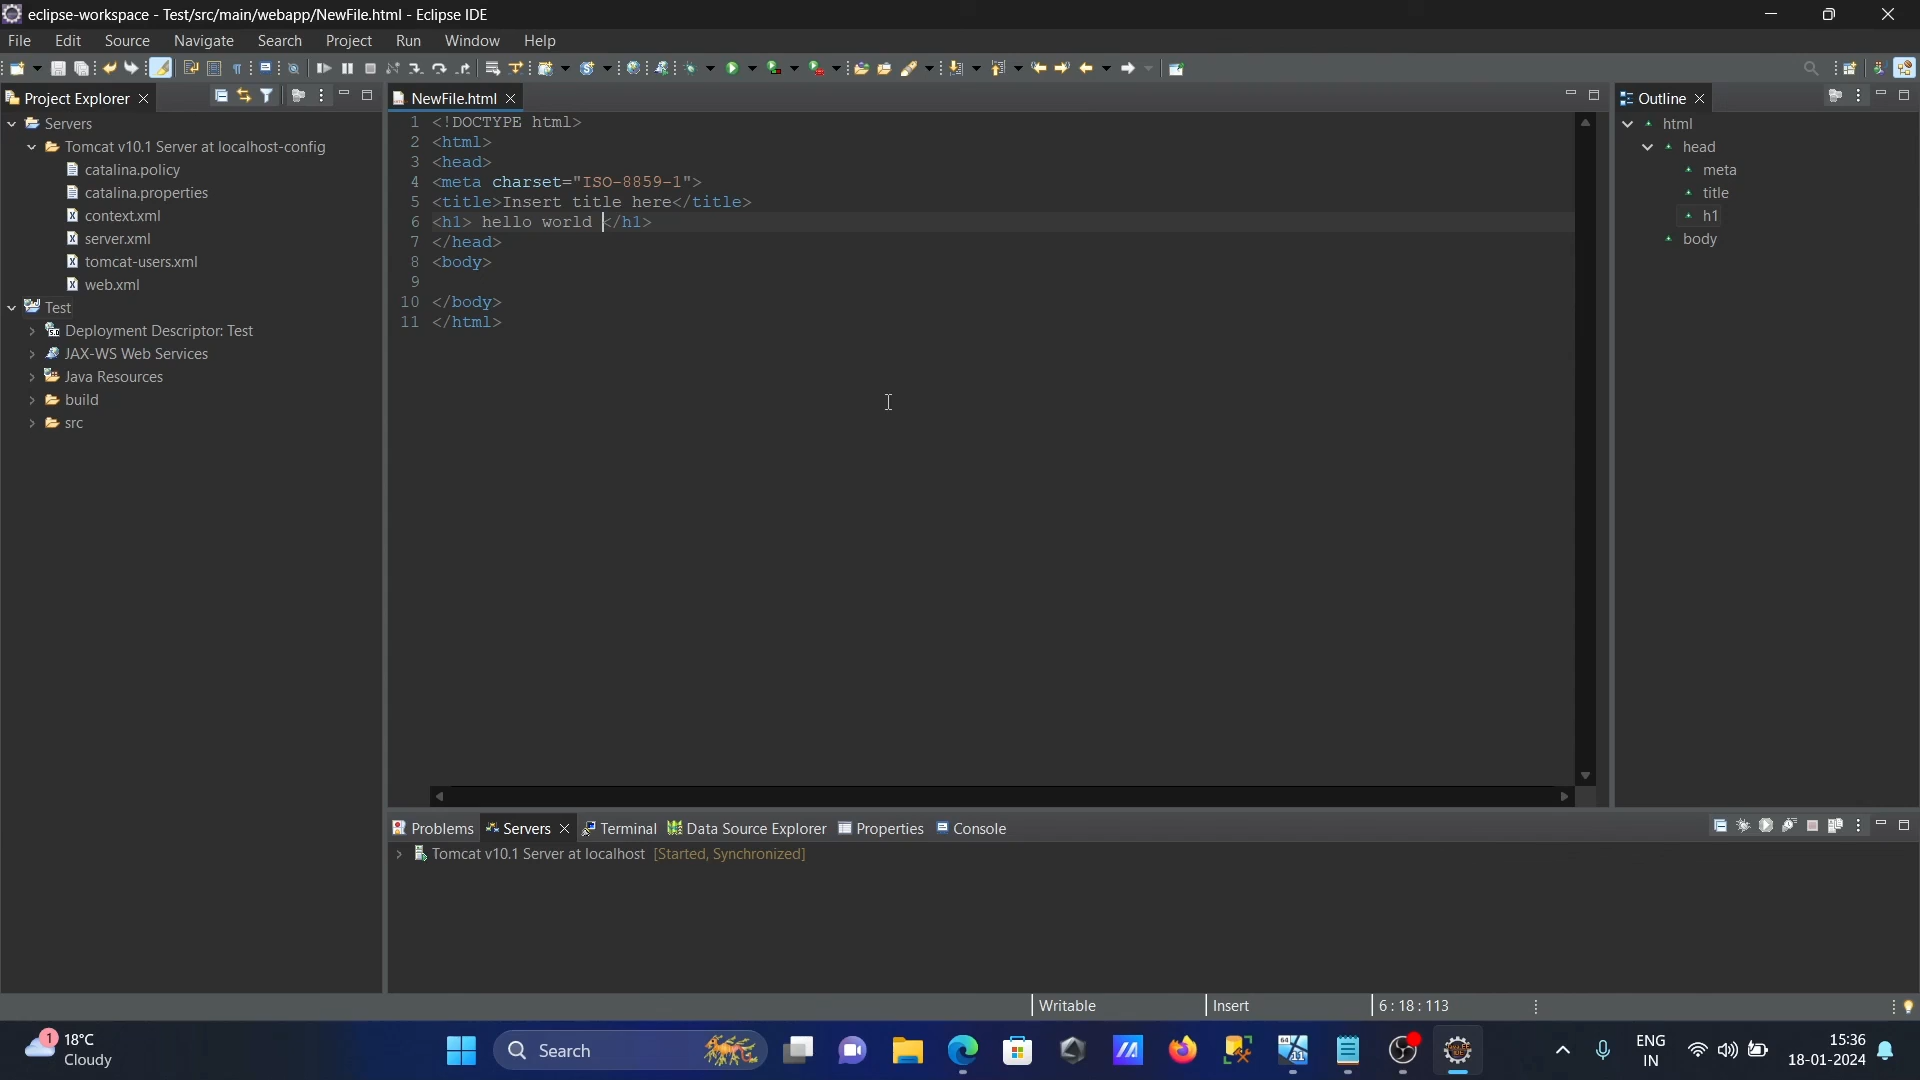 eclipse-workspace - Test/src/main/webapp/NewFile.html - Eclipse IDE
File Edit Source Navigate Search Project Run Window Help
Project Explorer
Servers
Tomcat v10.1 Server at localhost-config
catalina.policy
catalina.properties
context.xml
server.xml
tomcat-users.xml
web.xml
Test
Deployment Descriptor: Test
JAX-WS Web Services
Java Resources
build
src
NewFile.html
1 <!DOCTYPE html>
2 <html>
3 <head>
4 <meta charset="ISO-8859-1">
5 <title>Insert title here</title>
6 <h1> hello world </h1>
7 </head>
8 <body>
9
10 </body>
11 </html>
Outline
html
head
meta
title
h1
body
Problems Servers Terminal Data Source Explorer Properties Console
Tomcat v10.1 Server at localhost [Started, Synchronized]
Writable Insert 6 : 18 : 113
1 18°C
Cloudy
Search
64
11
ENG
IN
15:36
18-01-2024